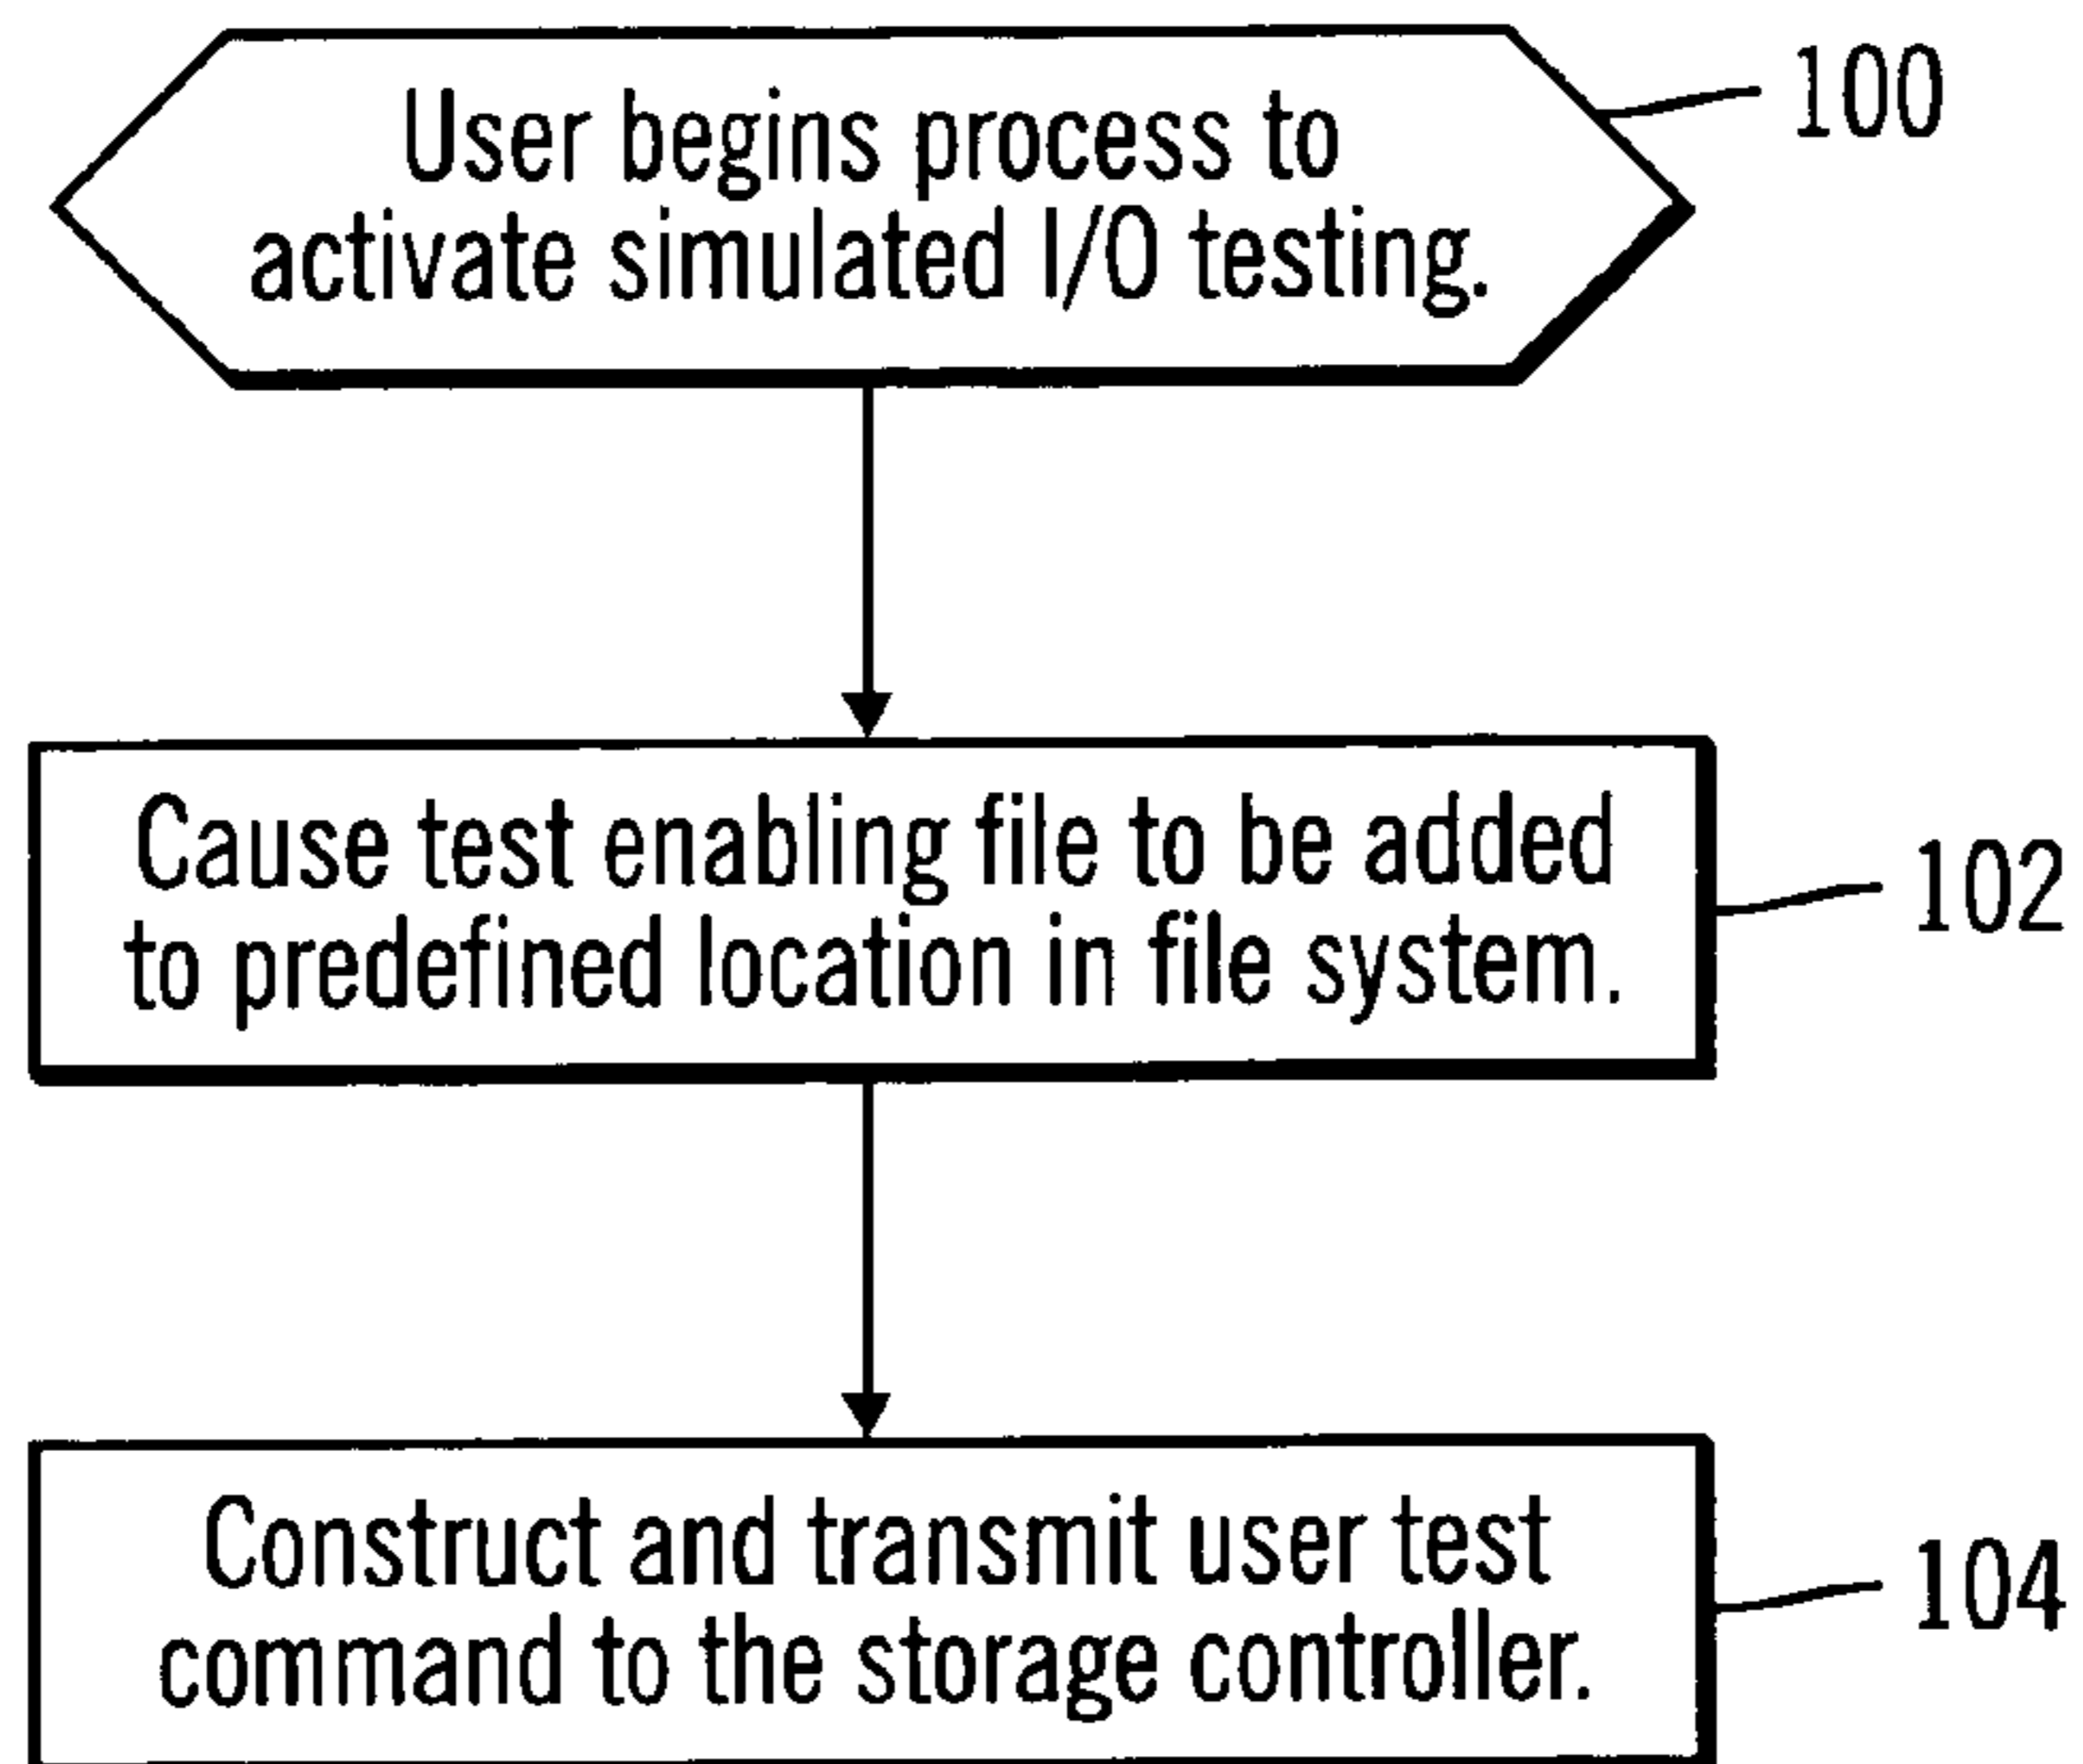 User begins process to
activate simulated I/O testing.
100
Cause test enabling file to be added
to predefined location in file system.
102
Construct and transmit user test
command to the storage controller.
104